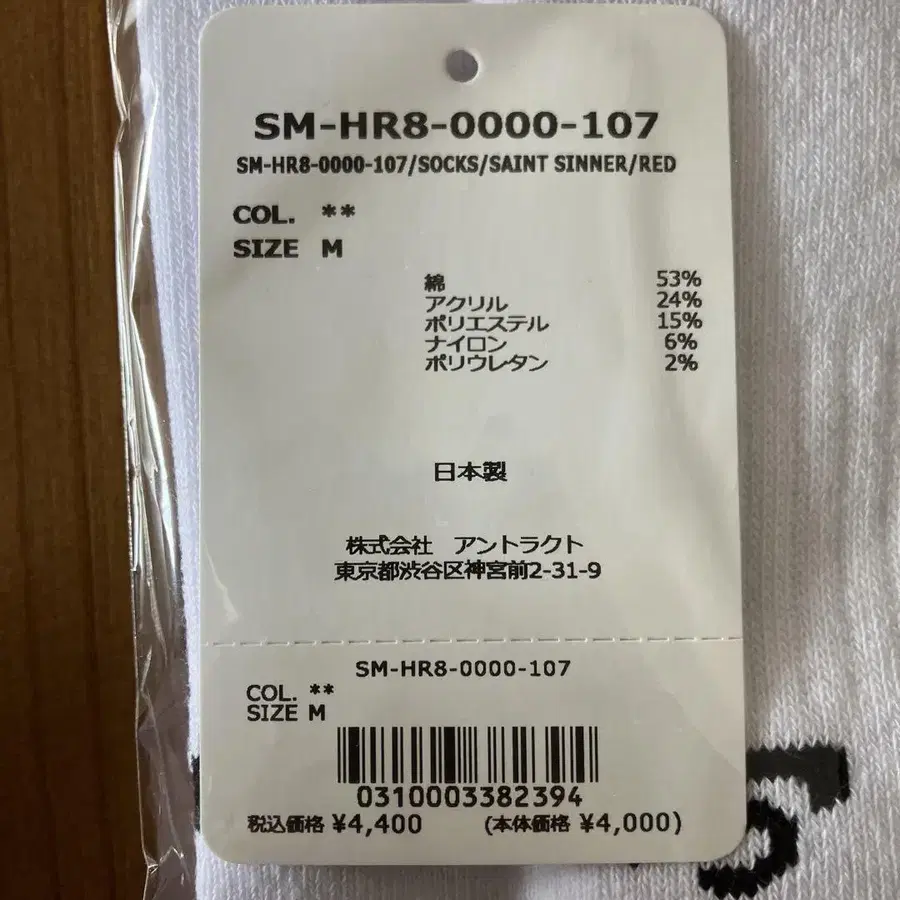 SM-HR8-0000-107
SM-HR8-0000-107/SOCKS/SAINT SINNER/RED
COL. **
SIZE M
綿 53%
アクリル 24%
ポリエステル 15%
ナイロン 6%
ポリウレタン 2%
日本製
株式会社 アントラクト
東京都渋谷区神宮前2-31-9
SM-HR8-0000-107
COL. **
SIZE M
0310003382394
税込価格 ¥4,400 (本体価格 ¥4,000)